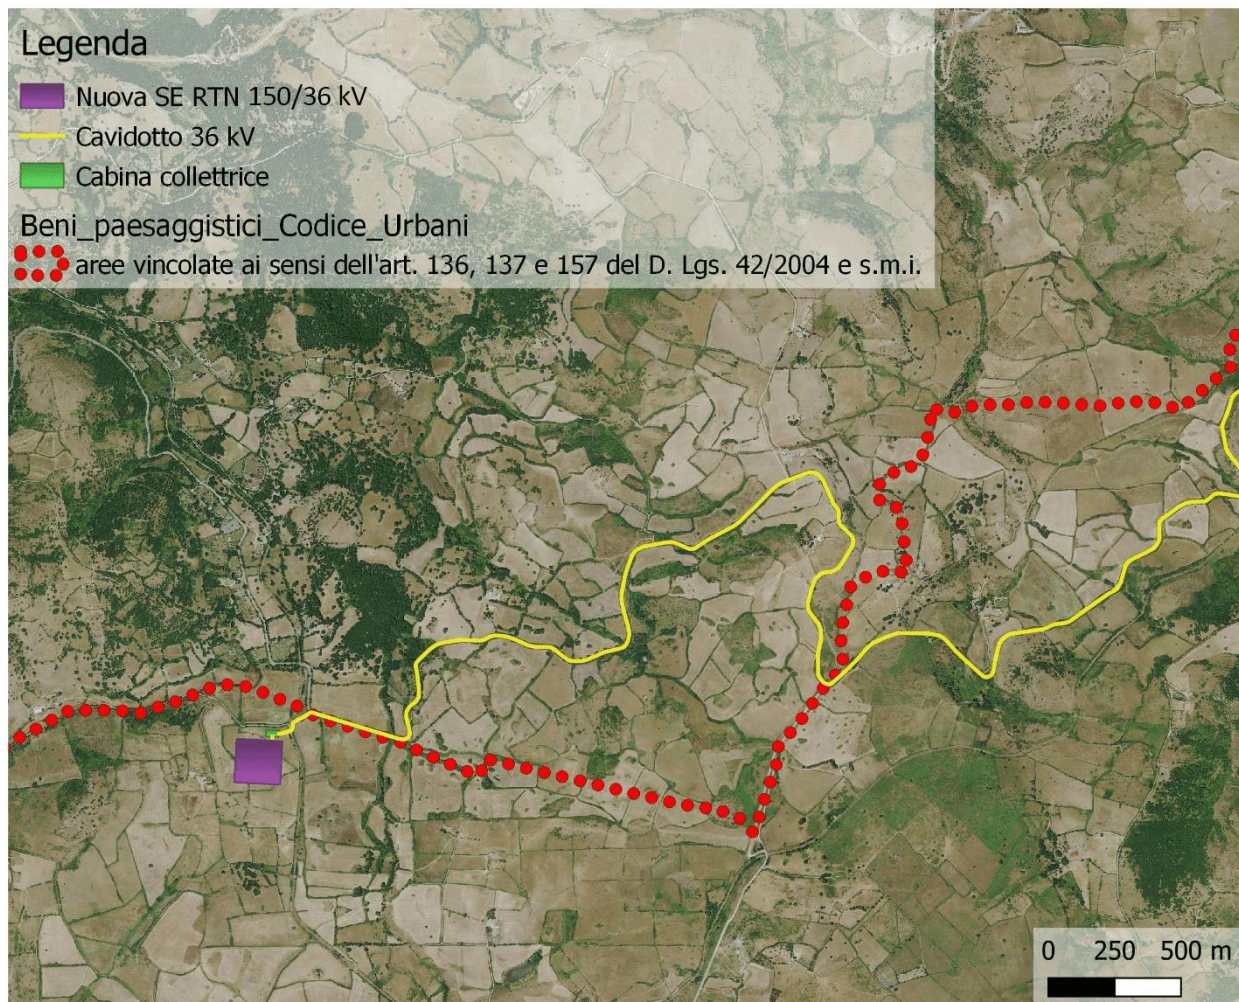 Legenda
Nuova SE RTN 150/36 kV
Cavidotto 36 kV
Cabina collettrice
Beni_paesaggistici_Codice_Urbani
aree vincolate ai sensi dell'art. 136, 137 e 157 del D. Lgs. 42/2004 e s.m.i.
0 250 500 m